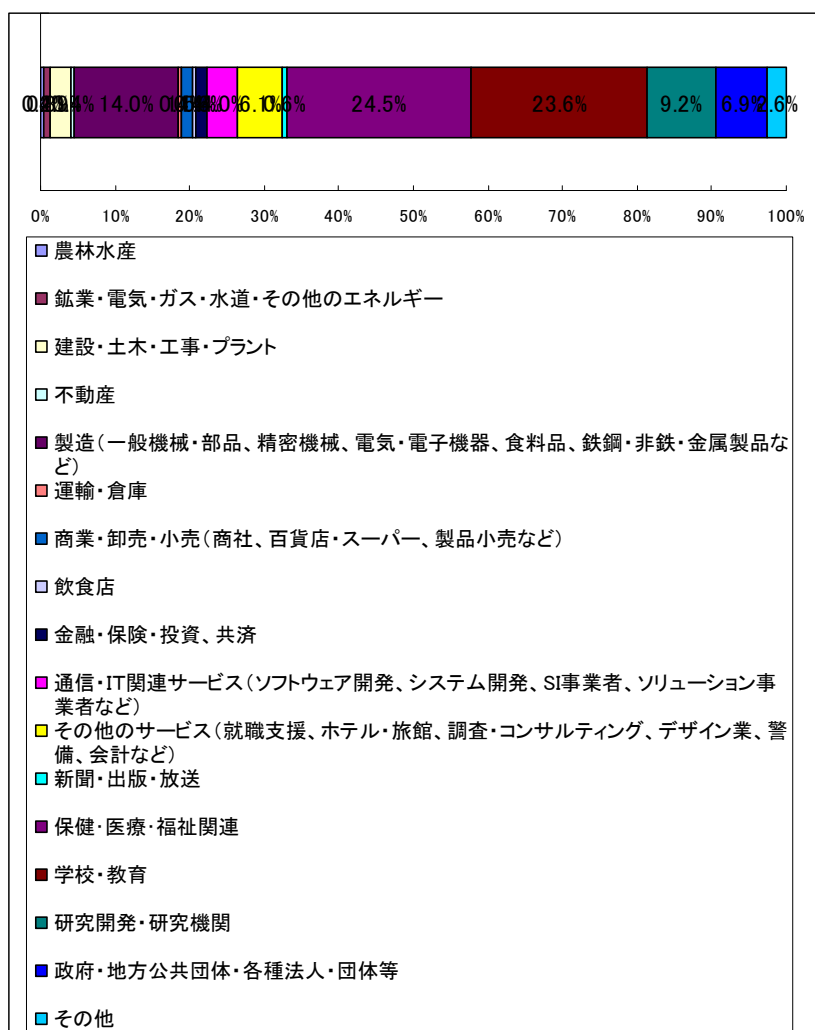 14.0%
6.1%
0.6%
24.5%
23.6%
9.2%
6.9%
2.6%
0% 10% 20% 30% 40% 50% 60% 70% 80% 90% 100%
農林水産
鉱業・電気・ガス・水道・その他のエネルギー
建設・土木・工事・プラント
不動産
製造（一般機械・部品、精密機械、電気・電子機器、食料品、鉄鋼・非鉄・金属製品な
ど）
運輸・倉庫
商業・卸売・小売（商社、百貨店・スーパー、製品小売など）
飲食店
金融・保険・投資、共済
通信・IT関連サービス（ソフトウェア開発、システム開発、SI事業者、ソリューション事
業者など）
その他のサービス（就職支援、ホテル・旅館、調査・コンサルティング、デザイン業、警
備、会計など）
新聞・出版・放送
保健・医療・福祉関連
学校・教育
研究開発・研究機関
政府・地方公共団体・各種法人・団体等
その他